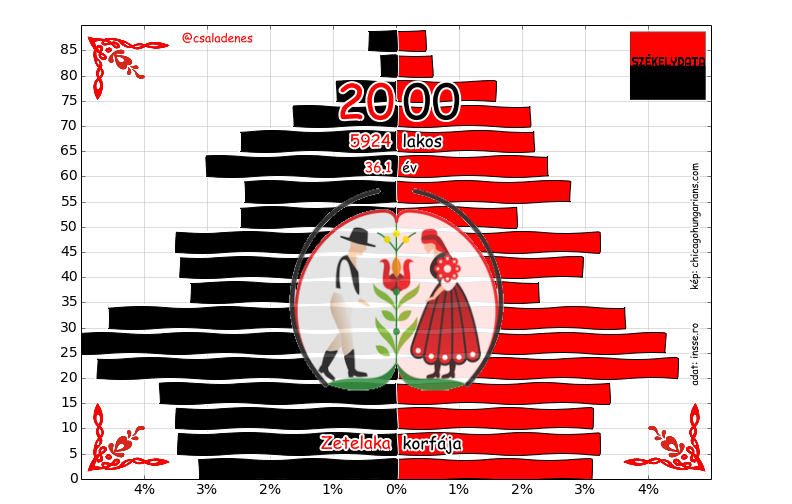 @csaladenes
SZÉKELYDATA
2000
5924 lakos
36.1 év
kép: chicagohungarians.com
adat: insse.ro
Zetelaka korfája
85
80
75
70
65
60
55
50
45
40
35
30
25
20
15
10
5
0
4% 3% 2% 1% 0% 1% 2% 3% 4%